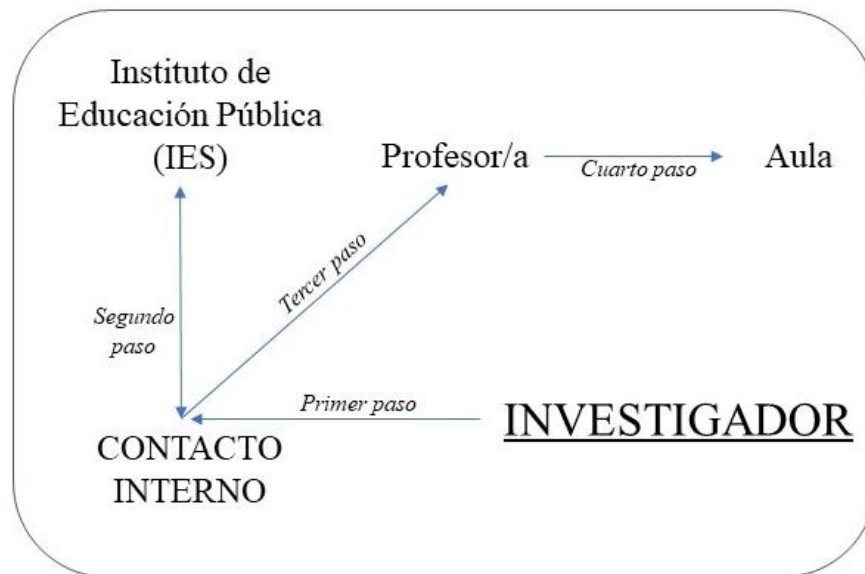 Instituto de
Educación Pública
(IES)
Profesor/a
Cuarto paso
Aula
Tercer paso
Segundo
paso
Primer paso
INVESTIGADOR
CONTACTO
INTERNO